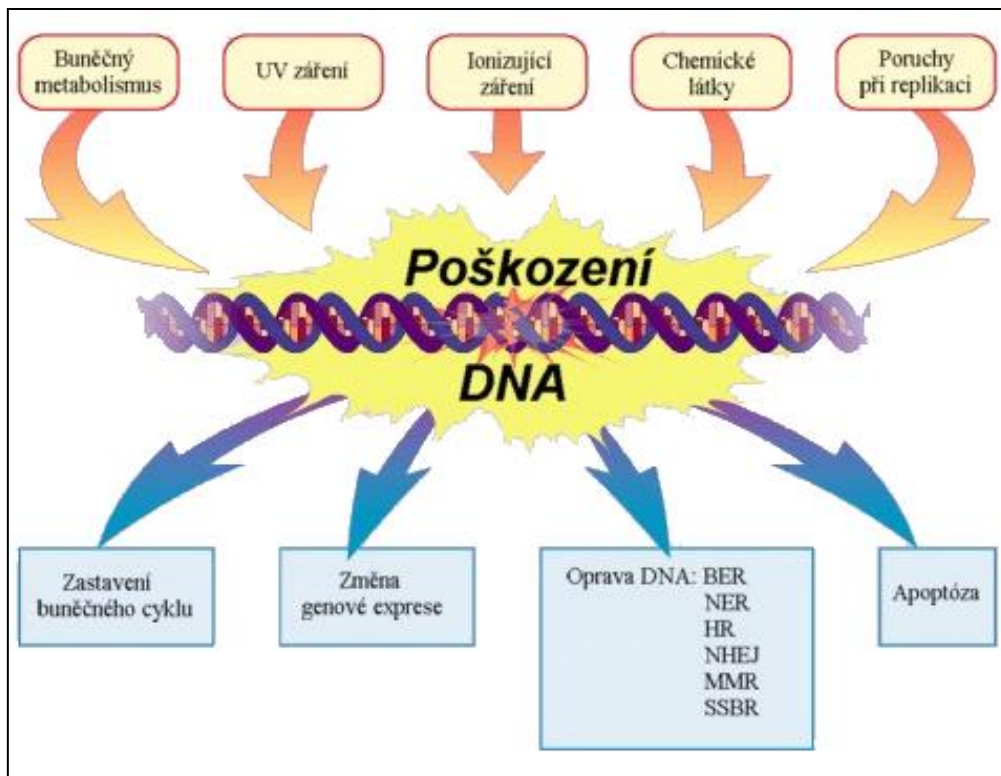 Buněčný
metabolismus
UV záření
Ionizující
záření
Chemické
látky
Poruchy
při replikaci
Poškození
DNA
Zastavení
buněčného cyklu
Změna
genové exprese
Oprava DNA: BER
NER
HR
NHEJ
MMR
SSBR
Apoptóza